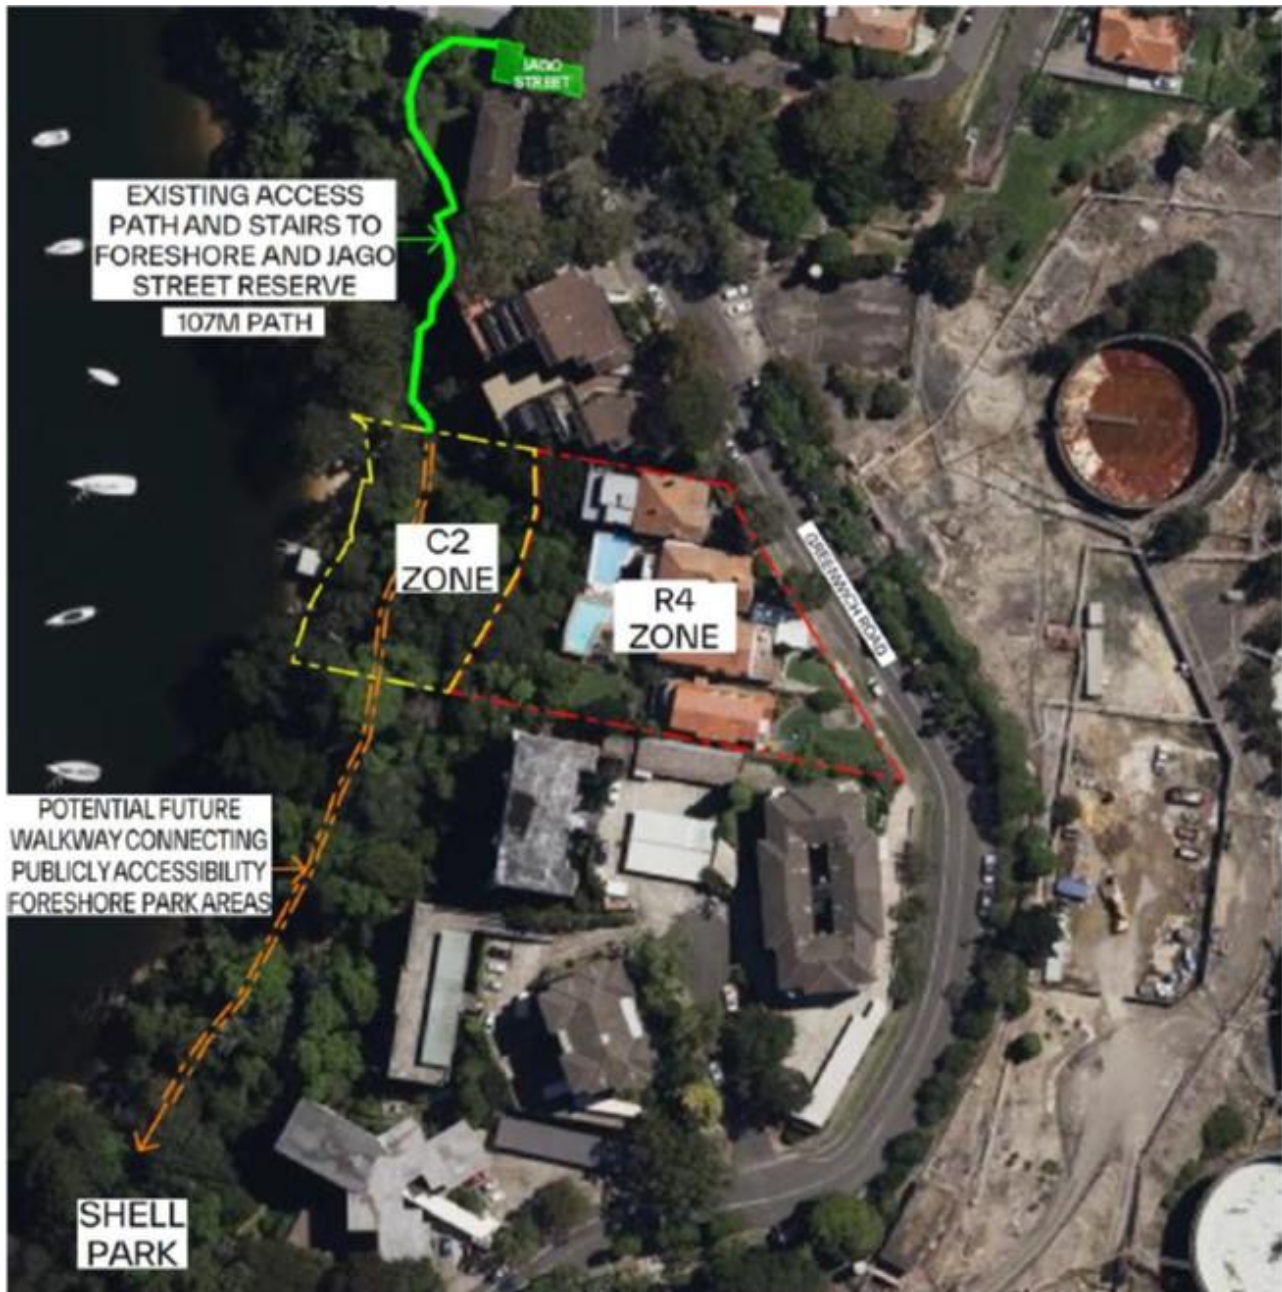 JAGO
STREET
EXISTING ACCESS
PATH AND STAIRS TO
FORESHORE AND JAGO
STREET RESERVE
107M PATH
C2
ZONE
R4
ZONE
GREENWICH ROAD
POTENTIAL FUTURE
WALKWAY CONNECTING
PUBLICLY ACCESSIBILITY
FORESHORE PARK AREAS
SHELL
PARK